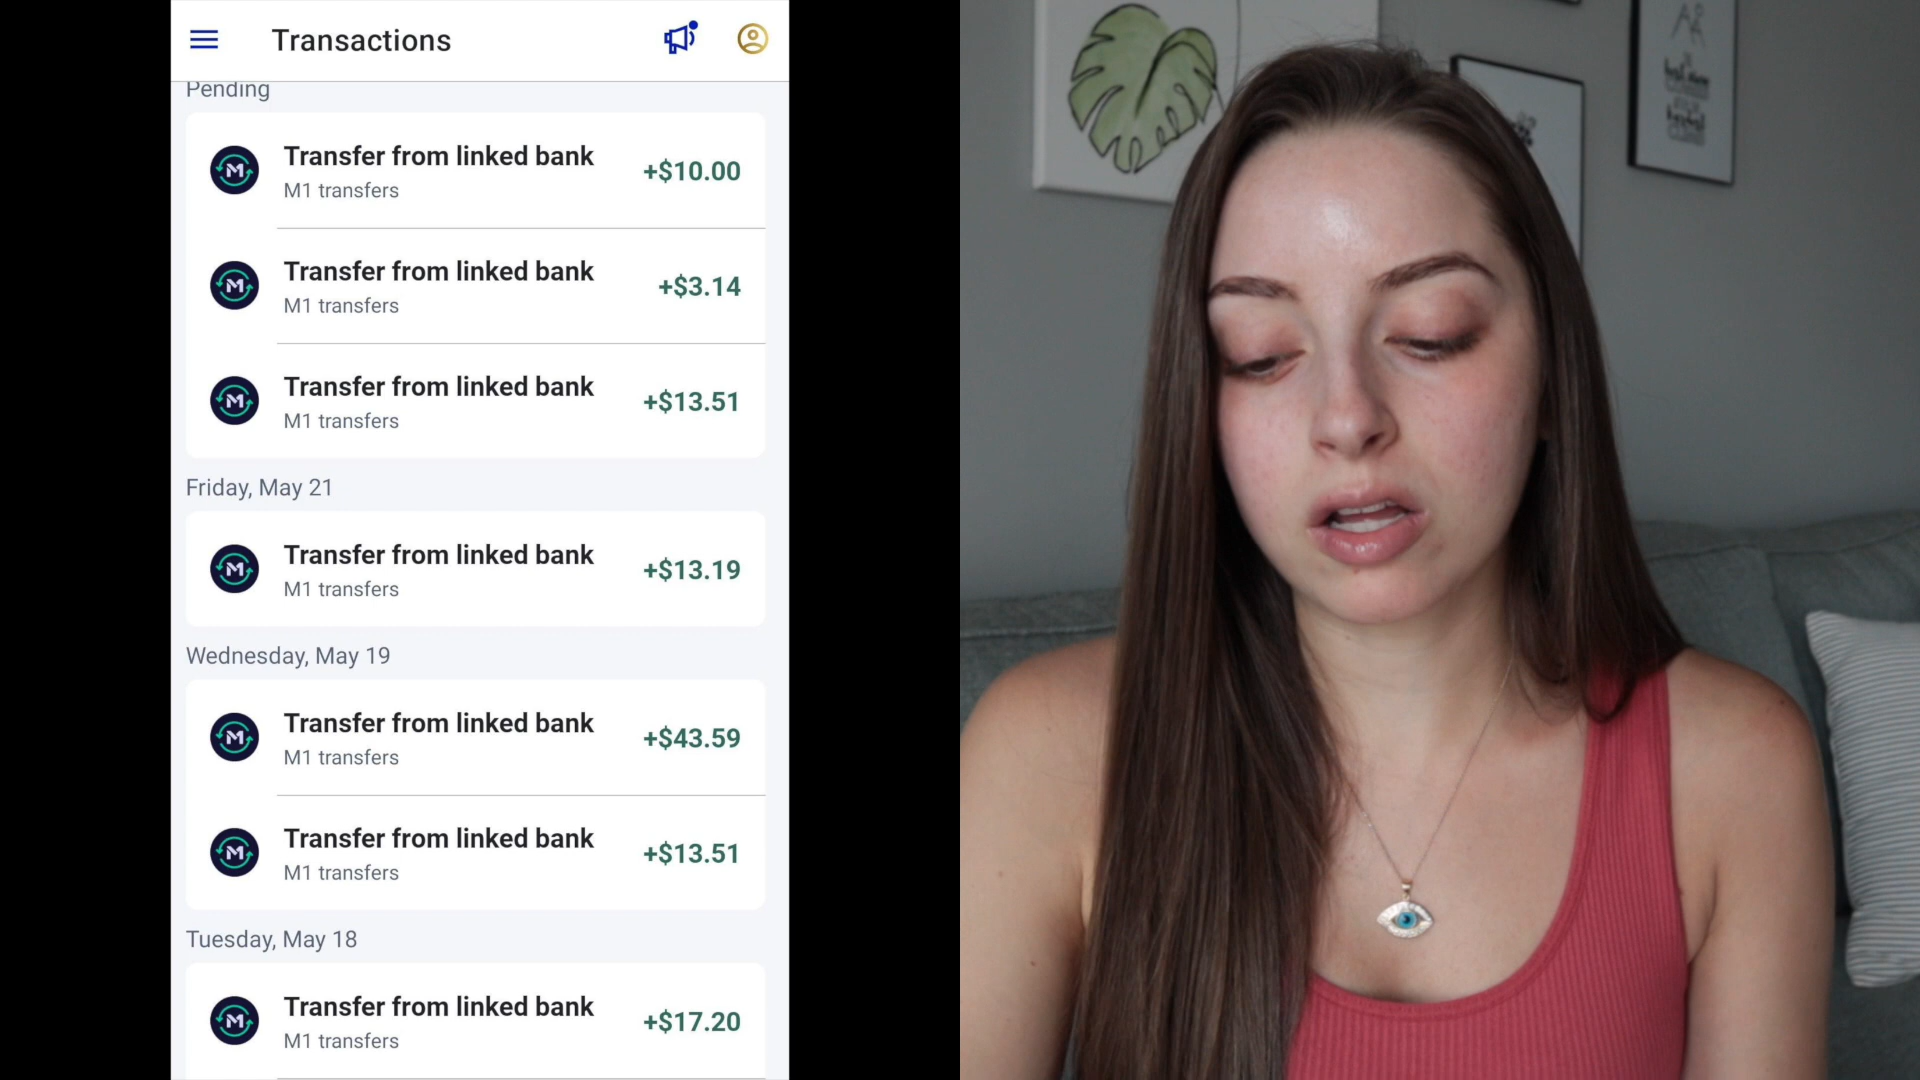 Transactions
Pending
Transfer from linked bank
+$10.00
M1 transfers
Transfer from linked bank
+$3.14
M1 transfers
Transfer from linked bank
+$13.51
M1 transfers
Friday, May 21
Transfer from linked bank
+$13.19
M1 transfers
Wednesday, May 19
Transfer from linked bank
+$43.59
M1 transfers
Transfer from linked bank
+$13.51
M1 transfers
Tuesday, May 18
Transfer from linked bank
+$17.20
M1 transfers